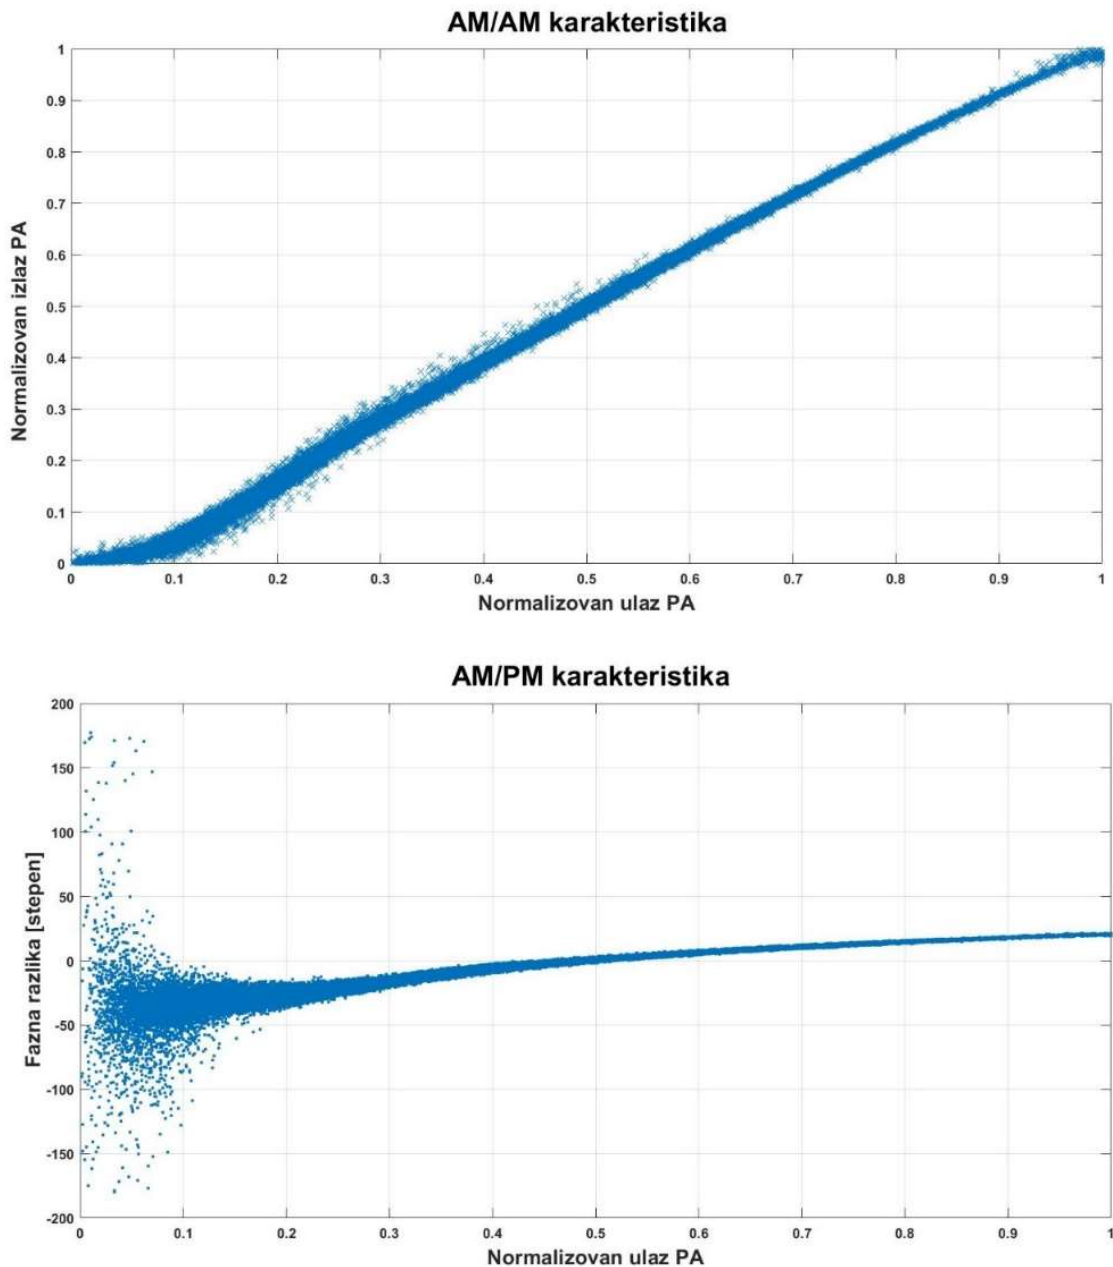 AM/AM karakteristika
1
0.9
0.8
0.7
0.6
0.5
0.4
0.3
0.2
0.1
0
Normalizovan izlaz PA
0 0.1 0.2 0.3 0.4 0.5 0.6 0.7 0.8 0.9 1
Normalizovan ulaz PA
AM/PM karakteristika
200
150
100
50
0
-50
-100
-150
-200
Fazna razlika [stepen]
0 0.1 0.2 0.3 0.4 0.5 0.6 0.7 0.8 0.9 1
Normalizovan ulaz PA